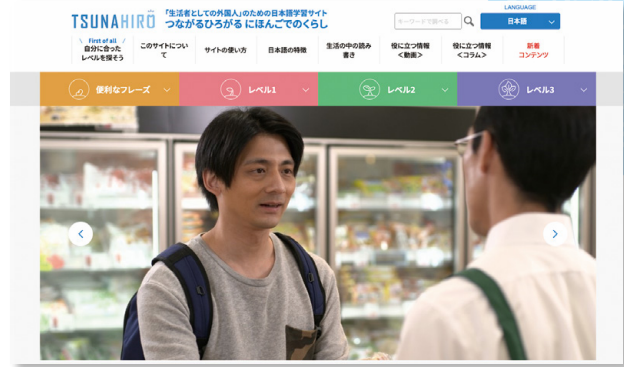 TSUNAHIRO
「生活者としての外国人」のための日本語学習サイト
つながるひろがる にほんごでのくらし
キーワードで調べる
LANGUAGE
日本語
\ First of all /
自分に合った
レベルを探そう
このサイトについ
て
サイトの使い方
日本語の特徴
生活の中の読み
書き
役に立つ情報
<動画>
役に立つ情報
<コラム>
新着
コンテンツ
便利なフレーズ
レベル1
レベル2
レベル3